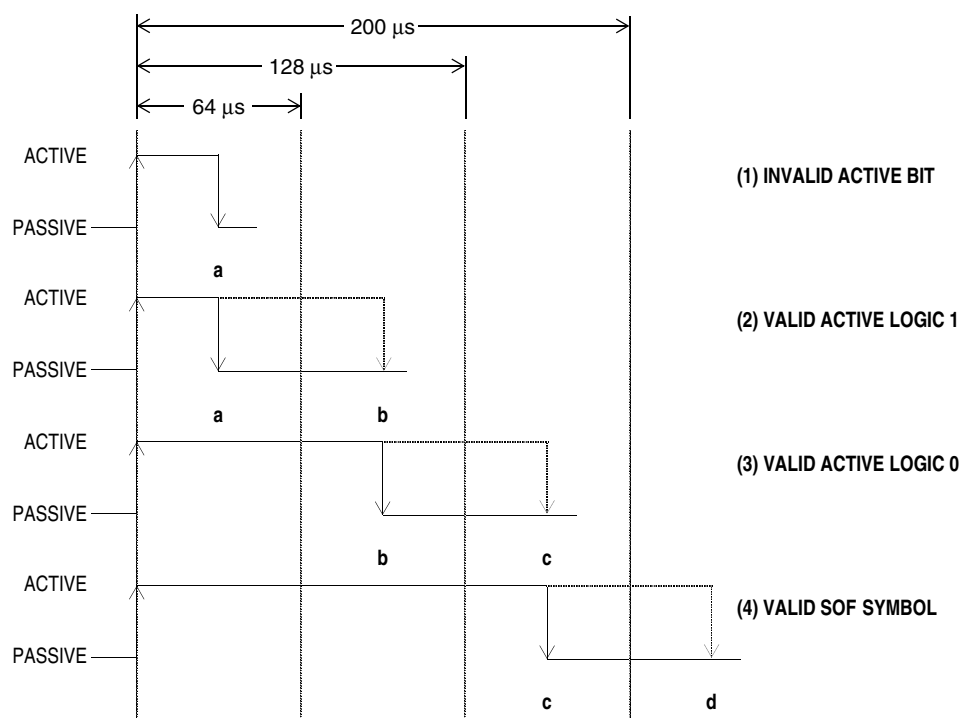 200 µs
128 µs
64 µs
ACTIVE
(1) INVALID ACTIVE BIT
PASSIVE
a
ACTIVE
(2) VALID ACTIVE LOGIC 1
PASSIVE
a b
ACTIVE
(3) VALID ACTIVE LOGIC 0
PASSIVE
b c
ACTIVE
(4) VALID SOF SYMBOL
PASSIVE
c d